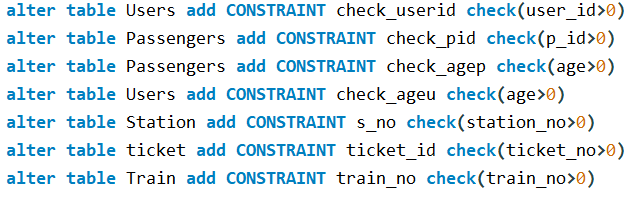 alter table Users add CONSTRAINT check_userid check(user_id>0)
alter table Passengers add CONSTRAINT check_pid check(p_id>0)
alter table Passengers add CONSTRAINT check_agep check(age>0)
alter table Users add CONSTRAINT check_ageu check(age>0)
alter table Station add CONSTRAINT s_no check(station_no>0)
alter table ticket add CONSTRAINT ticket_id check(ticket_no>0)
alter table Train add CONSTRAINT train_no check(train_no>0)